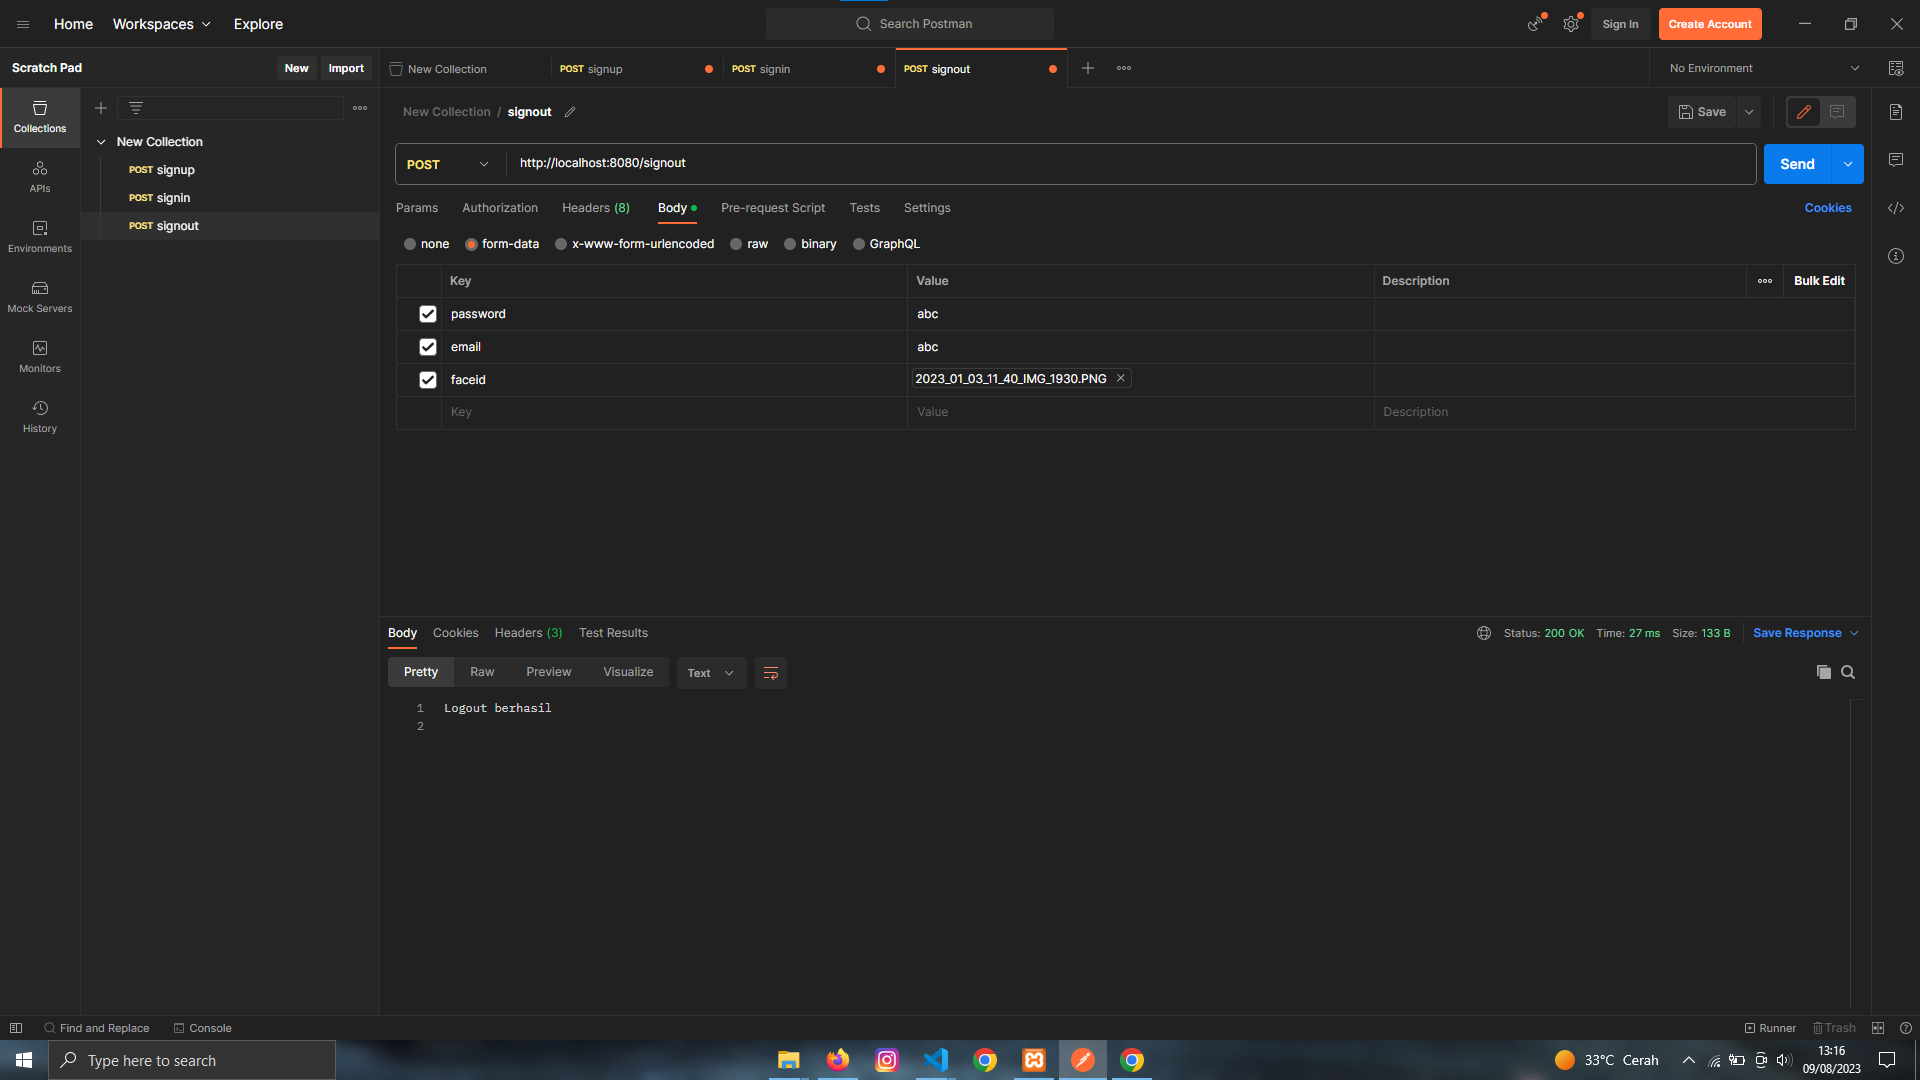 Home Workspaces Explore Search Postman Sign In Create Account
Scratch Pad New Import New Collection POST signup POST signin POST signout No Environment
Collections
APIs
Environments
Mock Servers
Monitors
History
New Collection
POST signup
POST signin
POST signout
New Collection / signout Save
POST http://localhost:8080/signout Send
Params Authorization Headers (8) Body Pre-request Script Tests Settings Cookies
none form-data x-www-form-urlencoded raw binary GraphQL
Key Value Description Bulk Edit
password abc
email abc
faceid 2023_01_03_11_40_IMG_1930.PNG
Key Value Description
Body Cookies Headers (3) Test Results Status: 200 OK Time: 27 ms Size: 133 B Save Response
Pretty Raw Preview Visualize Text
1 Logout berhasil
2
Find and Replace Console Runner Trash
Type here to search 33°C Cerah 13:16
09/08/2023